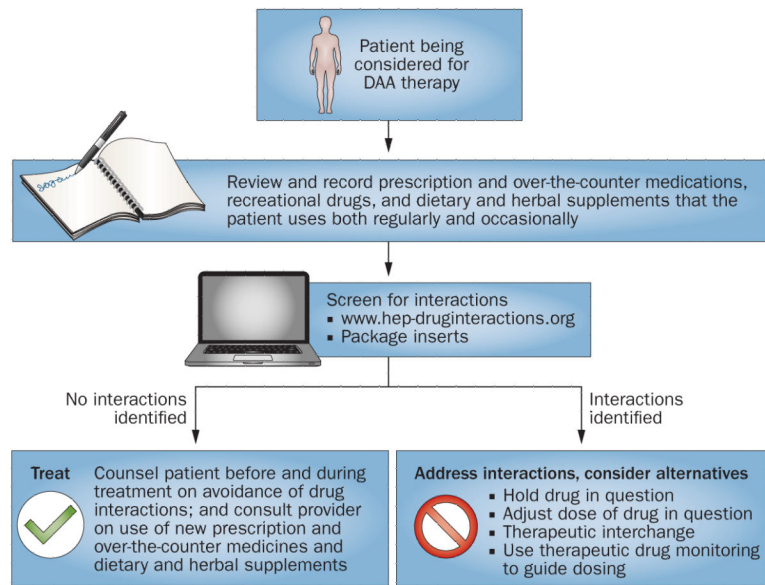 Patient being
considered for
DAA therapy
Review and record prescription and over-the-counter medications,
recreational drugs, and dietary and herbal supplements that the
patient uses both regularly and occasionally
Screen for interactions
▪ www.hep-druginteractions.org
▪ Package inserts
No interactions
identified
Interactions
identified
Treat
Counsel patient before and during
treatment on avoidance of drug
interactions; and consult provider
on use of new prescription and
over-the-counter medicines and
dietary and herbal supplements
Address interactions, consider alternatives
▪ Hold drug in question
▪ Adjust dose of drug in question
▪ Therapeutic interchange
▪ Use therapeutic drug monitoring
to guide dosing